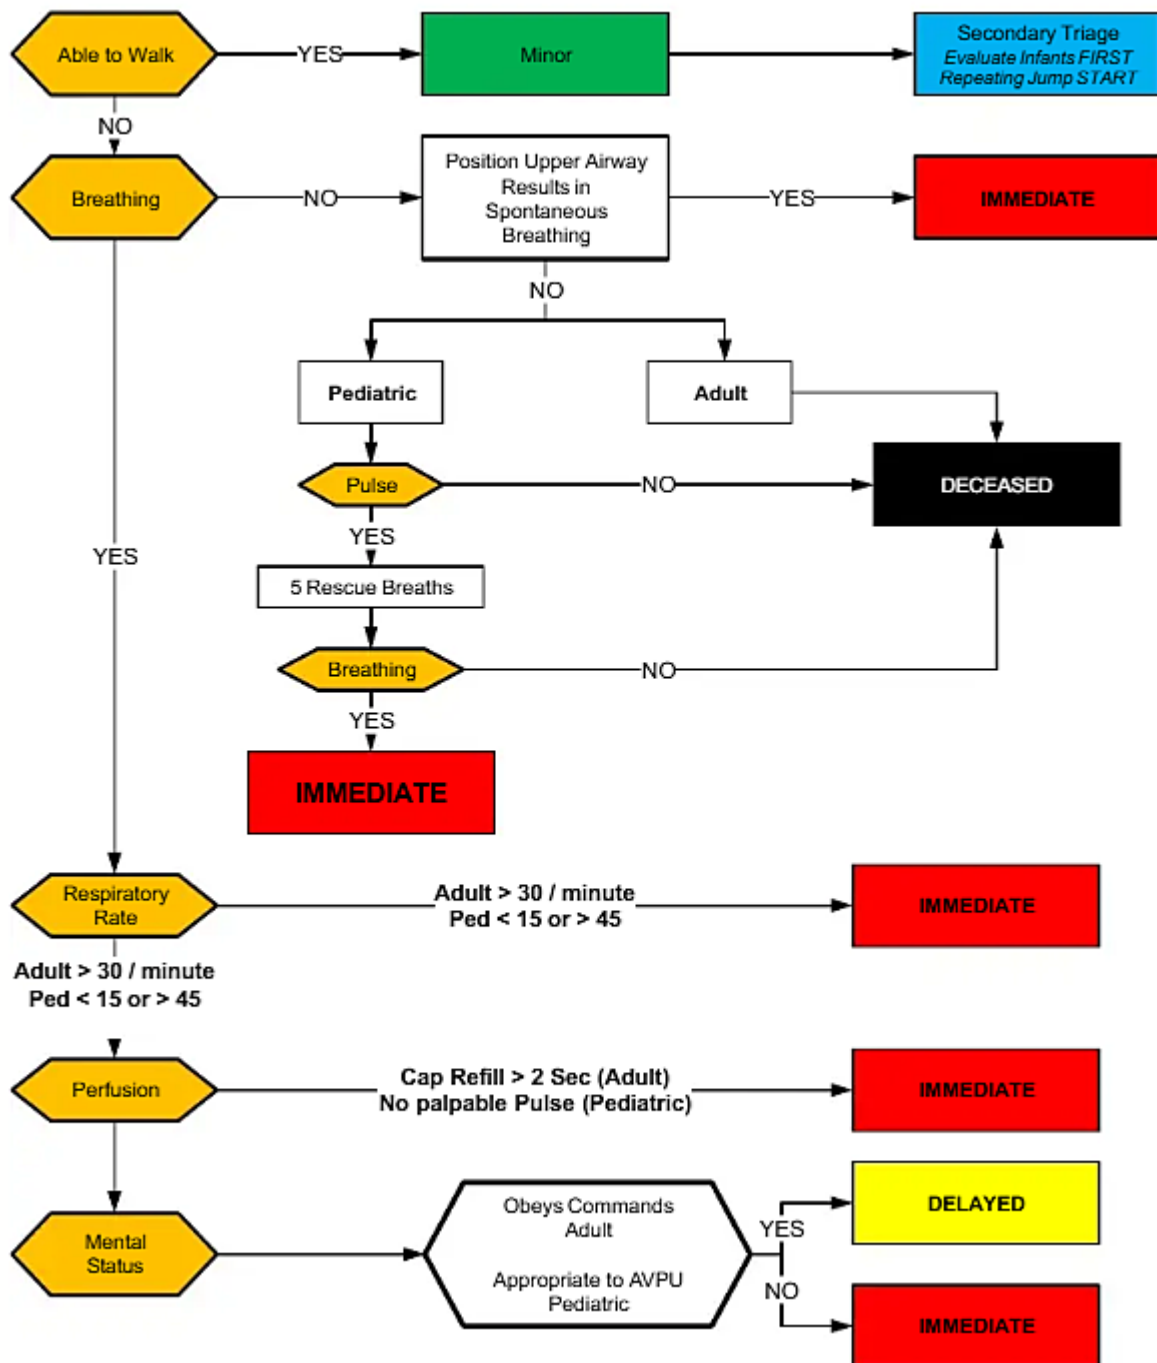 Able to Walk
YES
Minor
Secondary Triage
Evaluate Infants FIRST
Repeating Jump START
NO
Breathing
NO
Position Upper Airway
Results in
Spontaneous
Breathing
YES
IMMEDIATE
NO
Pediatric
Adult
Pulse
NO
DECEASED
YES
YES
5 Rescue Breaths
Breathing
NO
YES
IMMEDIATE
Respiratory
Rate
Adult > 30 / minute
Ped < 15 or > 45
IMMEDIATE
Adult > 30 / minute
Ped < 15 or > 45
Perfusion
Cap Refill > 2 Sec (Adult)
No palpable Pulse (Pediatric)
IMMEDIATE
Mental
Status
Obeys Commands
Adult
Appropriate to AVPU
Pediatric
YES
DELAYED
NO
IMMEDIATE